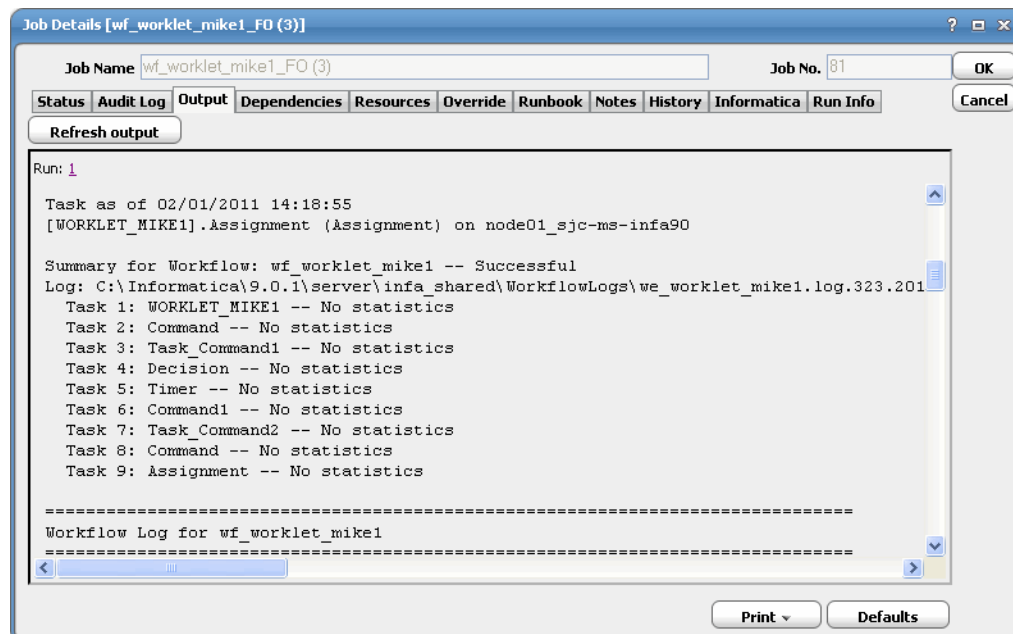 Job Details [wf_worklet_mike1_FO (3)]
Job Name wf_worklet_mike1_FO (3) Job No. 81 OK
Status Audit Log Output Dependencies Resources Override Runbook Notes History Informatica Run Info Cancel
Refresh output
Run: 1
Task as of 02/01/2011 14:18:55
[WORKLET_MIKE1].Assignment (Assignment) on node01_sjc-ms-infa90
Summary for Workflow: wf_worklet_mike1 -- Successful
Log: C:\Informatica\9.0.1\server\infa_shared\WorkflowLogs\we_worklet_mike1.log.323.201
Task 1: WORKLET_MIKE1 -- No statistics
Task 2: Command -- No statistics
Task 3: Task_Command1 -- No statistics
Task 4: Decision -- No statistics
Task 5: Timer -- No statistics
Task 6: Command1 -- No statistics
Task 7: Task_Command2 -- No statistics
Task 8: Command -- No statistics
Task 9: Assignment -- No statistics
===============================================================================
Workflow Log for wf_worklet_mike1
===============================================================================
Print Defaults